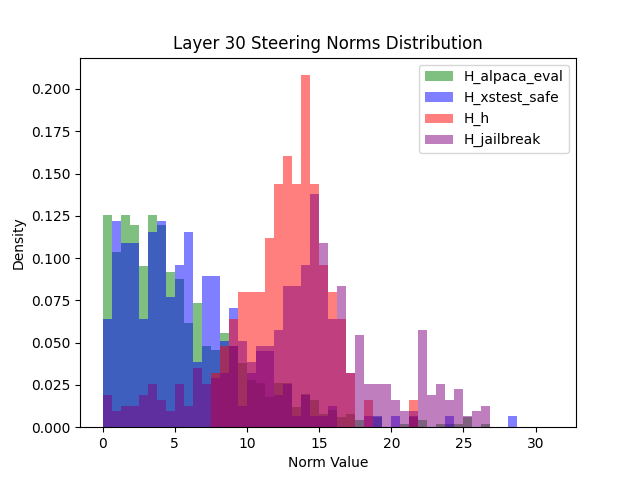 Layer 30 Steering Norms Distribution
H_alpaca_eval
H_xstest_safe
H_h
H_jailbreak
0.200
0.175
0.150
0.125
0.100
0.075
0.050
0.025
0.000
Density
0 5 10 15 20 25 30
Norm Value